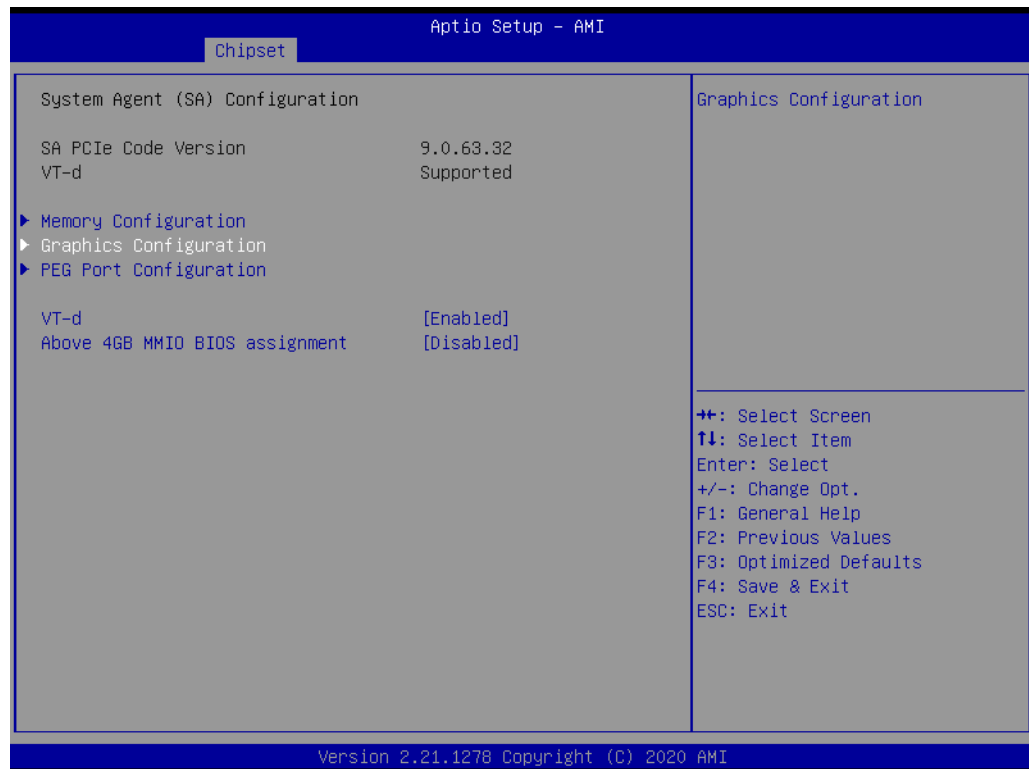 Aptio Setup – AMI
Chipset
System Agent (SA) Configuration
SA PCIe Code Version 9.0.63.32
VT-d Supported
▶ Memory Configuration
▶ Graphics Configuration
▶ PEG Port Configuration
VT-d [Enabled]
Above 4GB MMIO BIOS assignment [Disabled]
Graphics Configuration
→←: Select Screen
↑↓: Select Item
Enter: Select
+/-: Change Opt.
F1: General Help
F2: Previous Values
F3: Optimized Defaults
F4: Save & Exit
ESC: Exit
Version 2.21.1278 Copyright (C) 2020 AMI